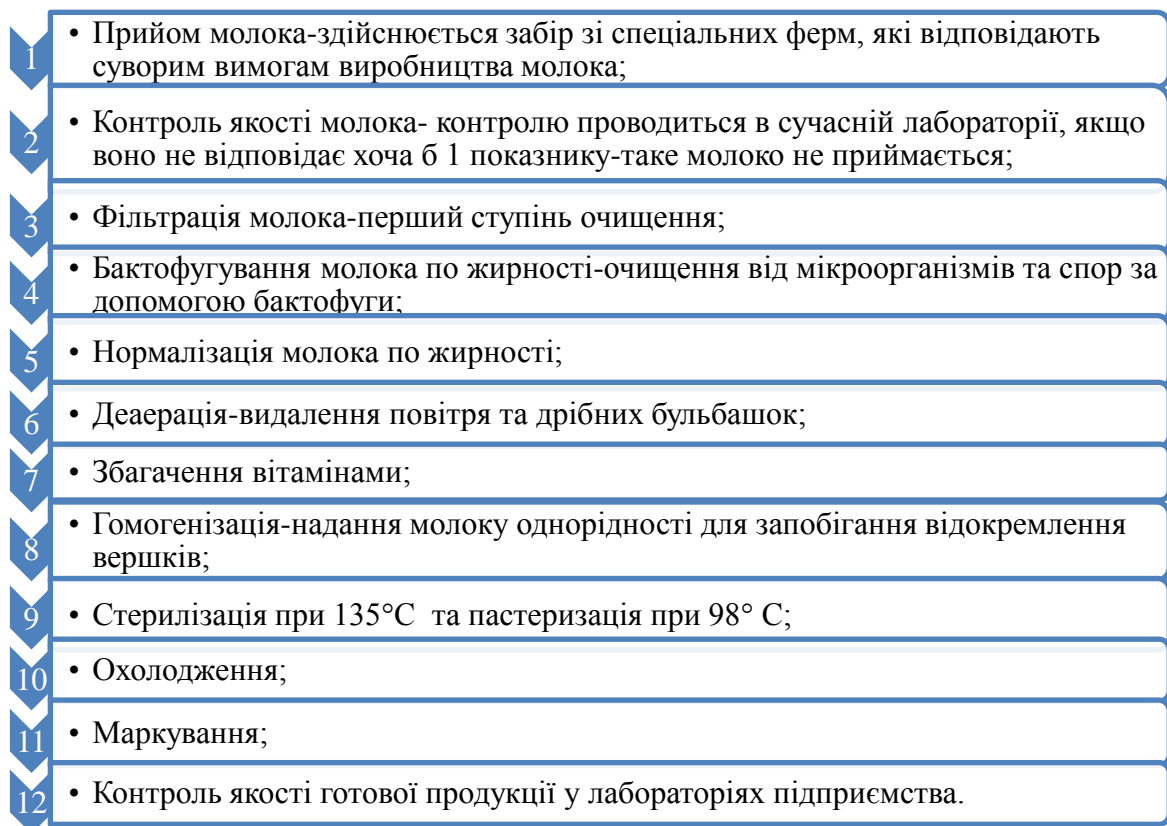 1
• Прийом молока-здійснюється забір зі спеціальних ферм, які відповідають
суворим вимогам виробництва молока;
2
• Контроль якості молока- контролю проводиться в сучасній лабораторії, якщо
воно не відповідає хоча б 1 показнику-таке молоко не приймається;
3
• Фільтрація молока-перший ступінь очищення;
4
• Бактофугування молока по жирності-очищення від мікроорганізмів та спор за
допомогою бактофуги;
5
• Нормалізація молока по жирності;
6
• Деаерація-видалення повітря та дрібних бульбашок;
7
• Збагачення вітамінами;
8
• Гомогенізація-надання молоку однорідності для запобігання відокремлення
вершків;
9
• Стерилізація при 135°С та пастеризація при 98° С;
10
• Охолодження;
11
• Маркування;
12
• Контроль якості готової продукції у лабораторіях підприємства.